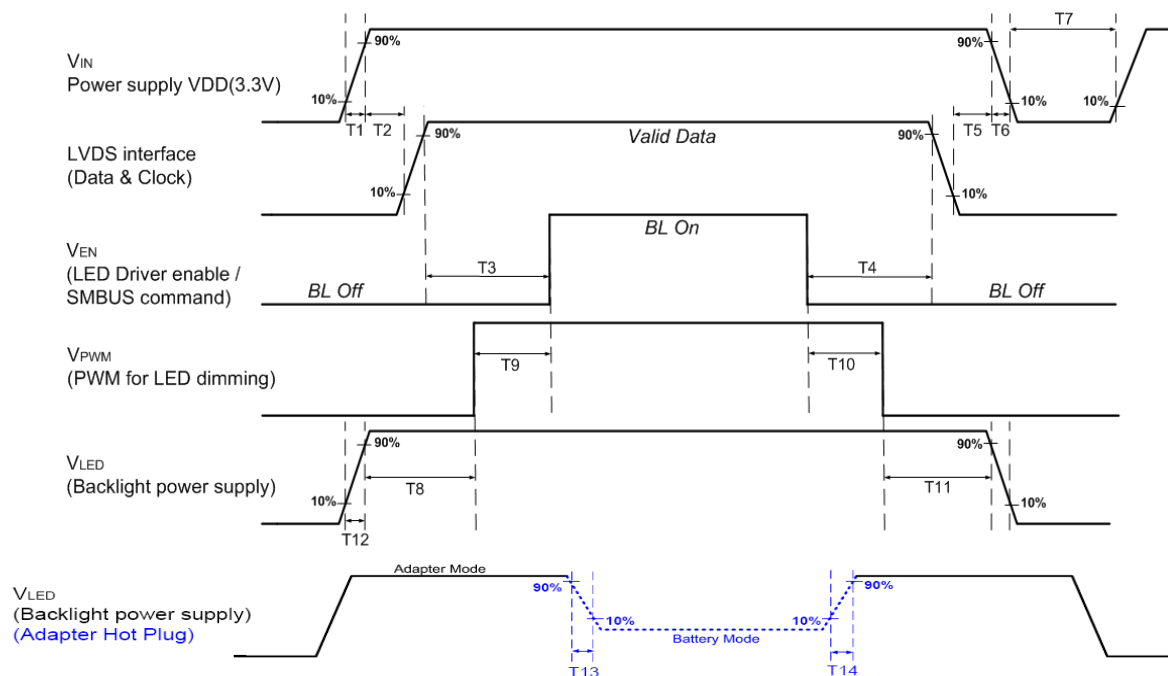 T7
90%
90%
VIN
Power supply VDD(3.3V)
10%
10%
10%
T1
T2
T5
T6
90%
Valid Data
90%
LVDS interface
(Data & Clock)
10%
10%
BL On
VEN
(LED Driver enable /
SMBUS command)
T3
T4
BL Off
BL Off
VPWM
(PWM for LED dimming)
T9
T10
90%
90%
VLED
(Backlight power supply)
T8
T11
10%
10%
T12
Adapter Mode
VLED
(Backlight power supply)
(Adapter Hot Plug)
90%
90%
10%
10%
Battery Mode
T13
T14